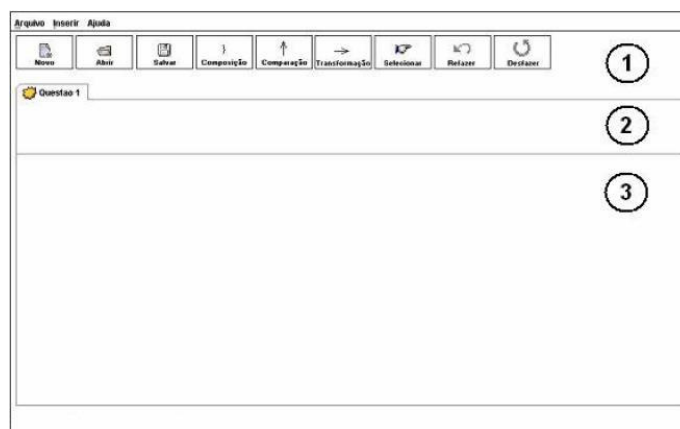 Arquivo Inserir Ajuda
Novo Abrir Salvar Composição Comparação Transformação Selecionar Refazer Desfazer
1
Questao 1
2
3